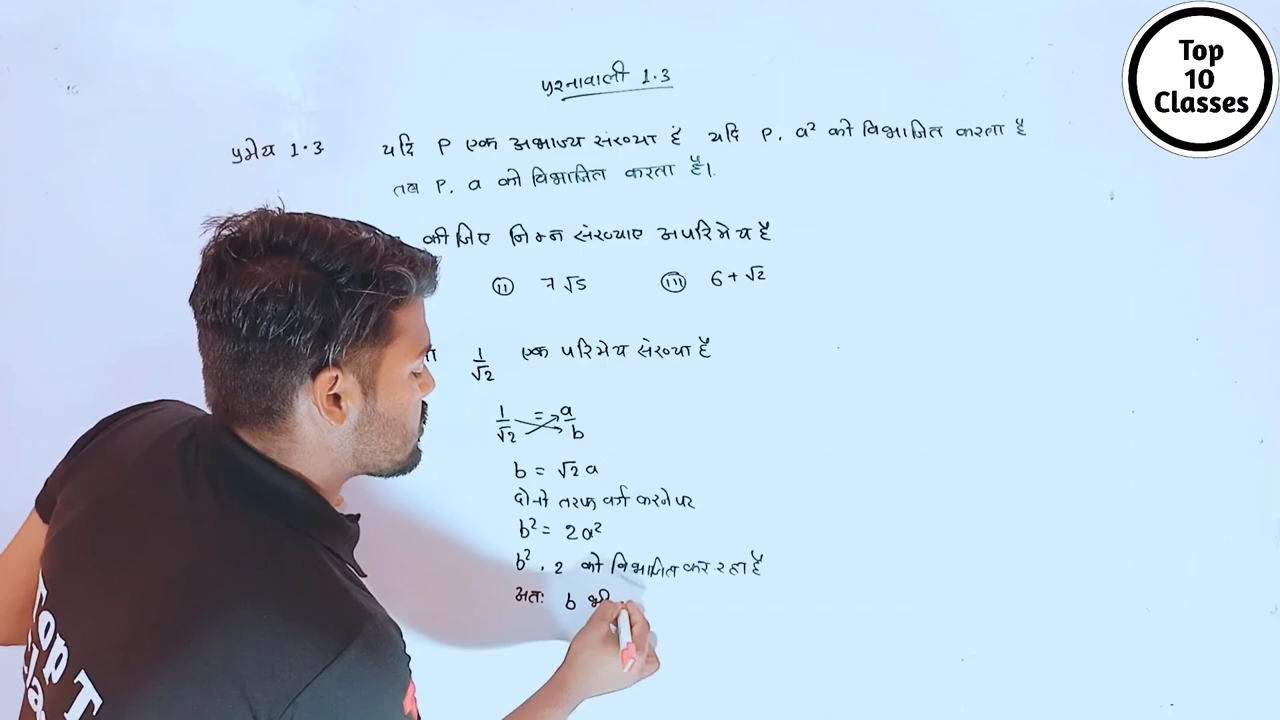 Top
10
Classes
प्रश्नावली 1.3
प्रमेय 1.3 यदि P एक अभाज्य संख्या है यदि P, a² को विभाजित करता है
तब P, a को विभाजित करता है।
कीजिए निम्न संख्याए अपरिमेय है
(ii) 7√5 (iii) 6+√2
1/√2 एक परिमेय संख्या है
1/√2 = a/b
b = √2 a
दोनो तरफ वर्ग करने पर
b² = 2a²
b², 2 को विभाजित कर रहा है
अतः b भी
Top T